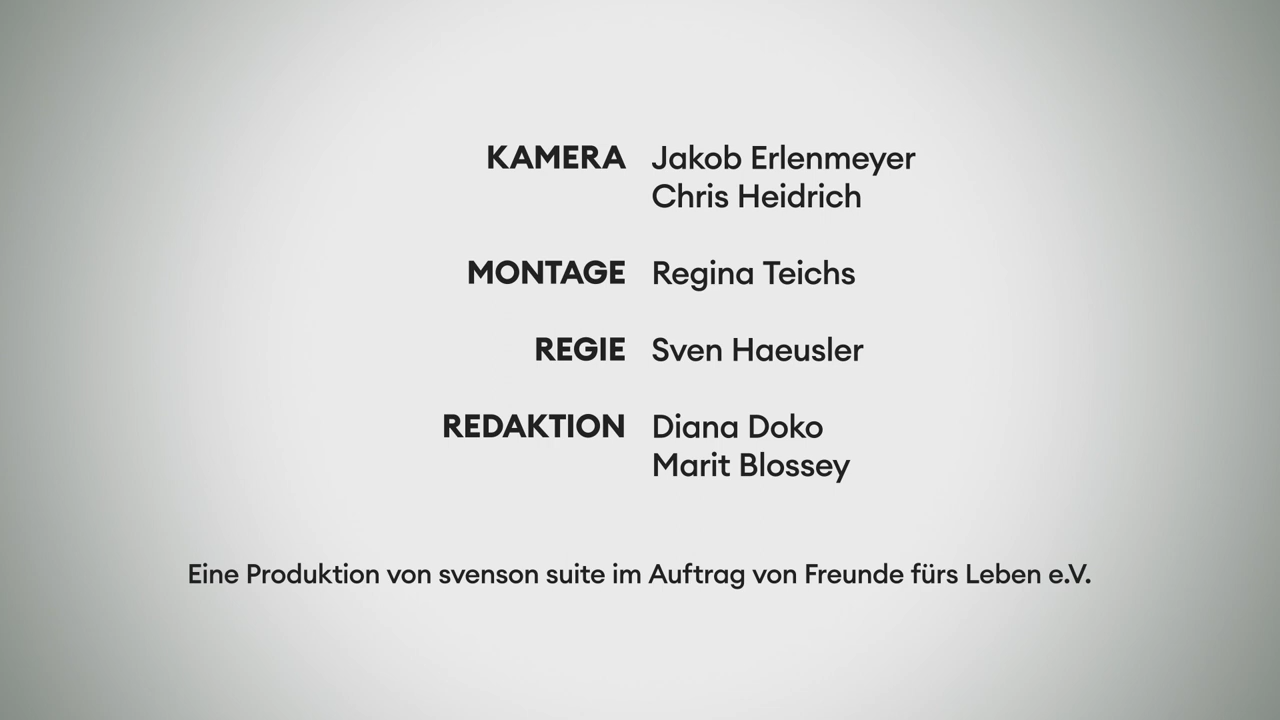 KAMERA Jakob Erlenmeyer
Chris Heidrich
MONTAGE Regina Teichs
REGIE Sven Haeusler
REDAKTION Diana Doko
Marit Blossey
Eine Produktion von svenson suite im Auftrag von Freunde fürs Leben e.V.